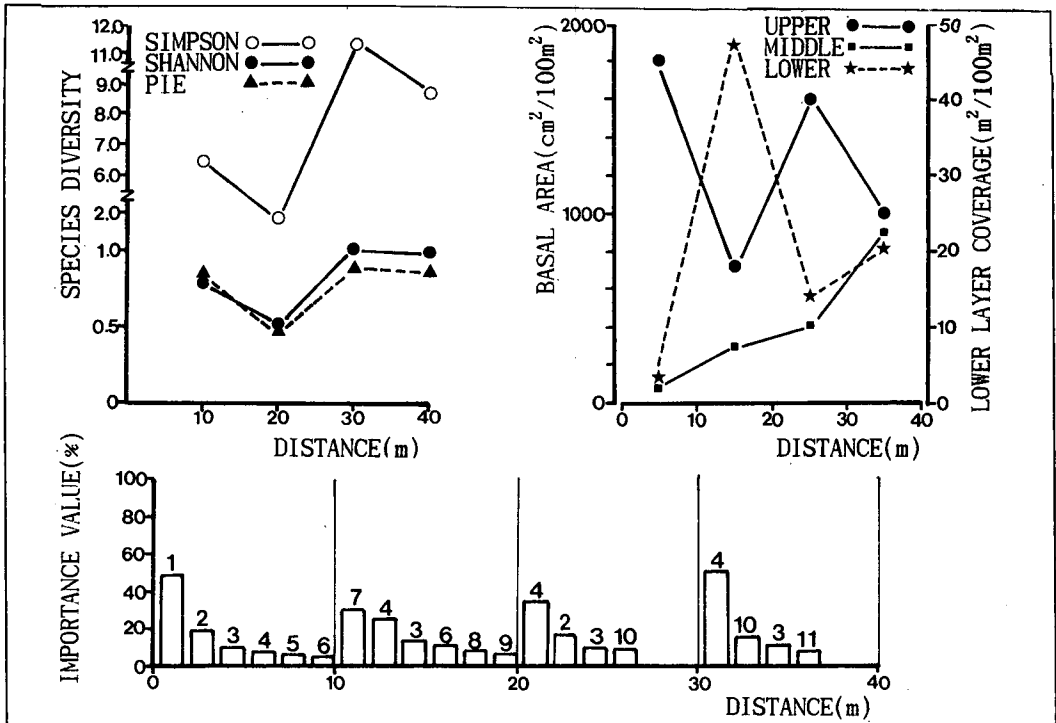 SIMPSON
SHANNON
PIE
SPECIES DIVERSITY
12.0
11.0
9.0
8.0
7.0
6.0
2.0
1.0
0.5
0
10 20 30 40
DISTANCE(m)
UPPER
MIDDLE
LOWER
BASAL AREA(cm²/100m²)
2000
1000
0
LOWER LAYER COVERAGE(m²/100m²)
50
40
30
20
10
0
0 10 20 30 40
DISTANCE(m)
IMPORTANCE VALUE(%)
100
80
60
40
20
0
1 2 3 4 5 6 7 4 3 6 8 9 4 2 3 10 4 10 3 11
0 10 20 30 40
DISTANCE(m)